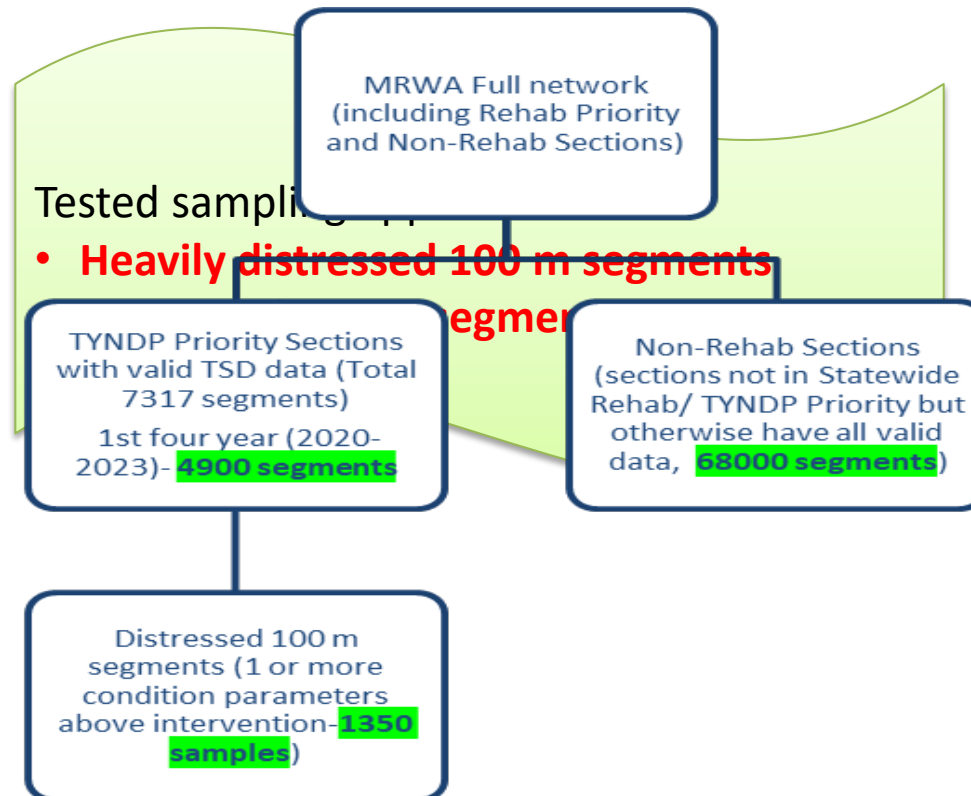 MRWA Full network
(including Rehab Priority
and Non-Rehab Sections)
Tested sampling
• Heavily distressed 100 m segments
TYNDP Priority Sections
with valid TSD data (Total
7317 segments)
1st four year (2020-
2023)- 4900 segments
Non-Rehab Sections
(sections not in Statewide
Rehab/ TYNDP Priority but
otherwise have all valid
data, 68000 segments)
Distressed 100 m
segments (1 or more
condition parameters
above intervention-1350
samples)